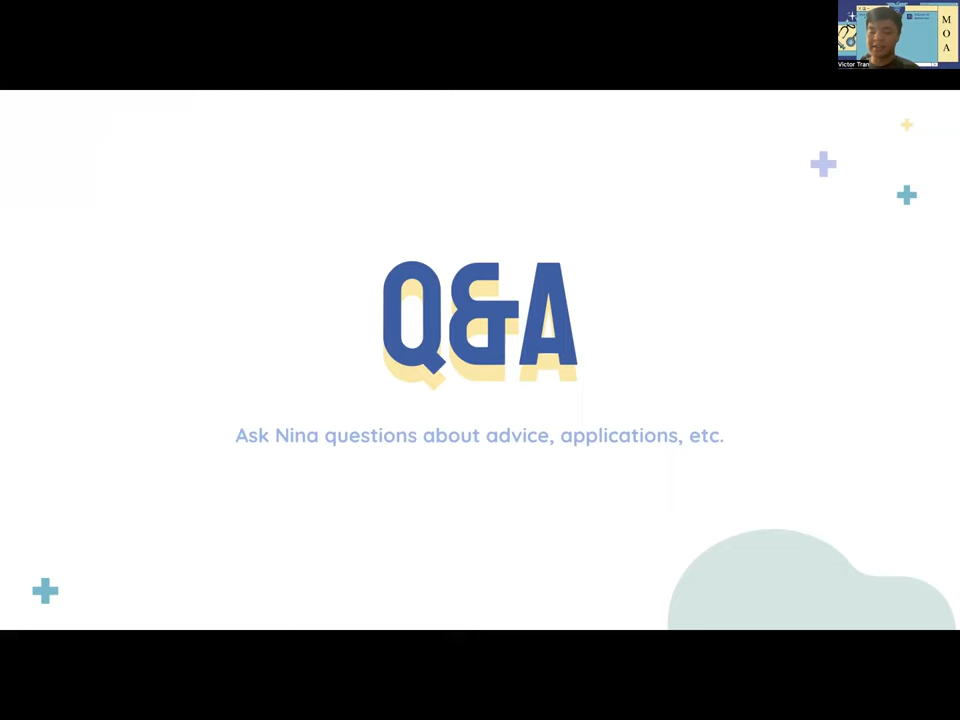 M
O
A
Victor Tran
Q&A
Ask Nina questions about advice, applications, etc.